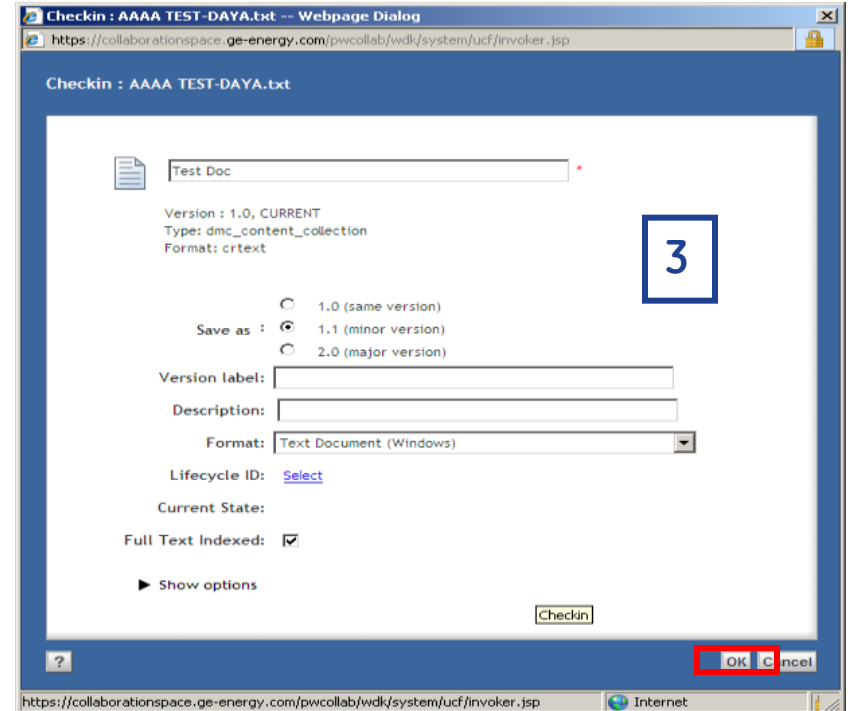 Checkin : AAAA TEST-DAYA.txt -- Webpage Dialog
https://collaborationspace.ge-energy.com/pwcollab/wdk/system/ucf/invoker.jsp
Checkin : AAAA TEST-DAYA.txt
Test Doc *
Version : 1.0, CURRENT
Type: dmc_content_collection
Format: crtext
3
1.0 (same version)
Save as : 1.1 (minor version)
2.0 (major version)
Version label:
Description:
Format: Text Document (Windows)
Lifecycle ID: Select
Current State:
Full Text Indexed:
Show options
Checkin
? OK Cancel
https://collaborationspace.ge-energy.com/pwcollab/wdk/system/ucf/invoker.jsp Internet